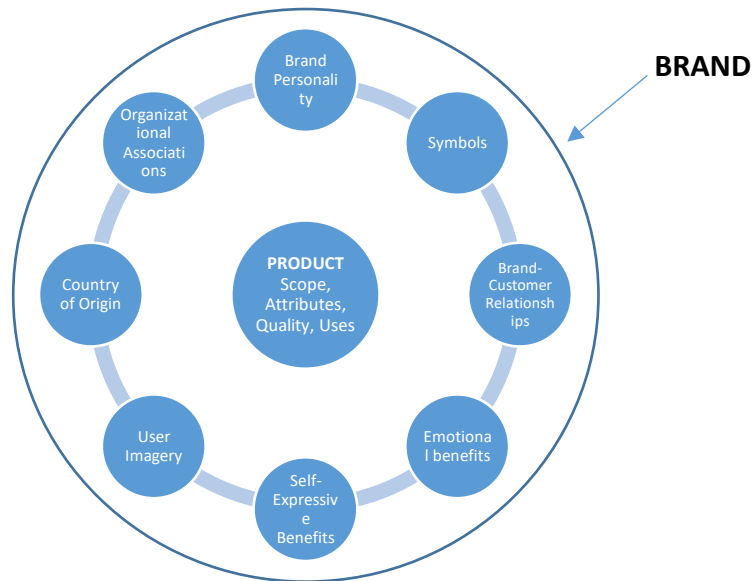 BRAND
Brand
Personali
ty
Symbols
Brand-
Customer
Relationsh
ips
Emotiona
l benefits
Self-
Expressiv
e
Benefits
User
Imagery
Country
of Origin
Organizat
ional
Associati
ons
PRODUCT
Scope,
Attributes,
Quality, Uses